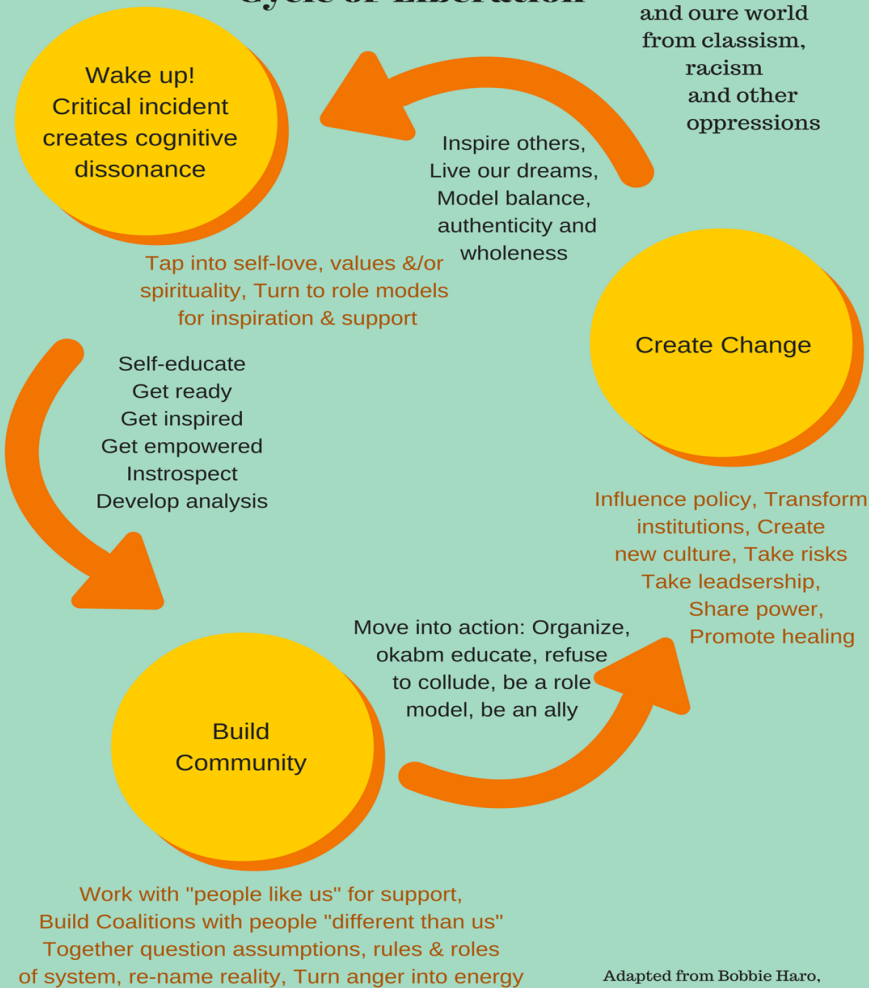 Cycle of Liberation
and oure world
from classism,
racism
and other
oppressions
Wake up!
Critical incident
creates cognitive
dissonance
Inspire others,
Live our dreams,
Model balance,
authenticity and
wholeness
Tap into self-love, values &/or
spirituality, Turn to role models
for inspiration & support
Create Change
Self-educate
Get ready
Get inspired
Get empowered
Instrospect
Develop analysis
Influence policy, Transform
institutions, Create
new culture, Take risks
Take leadsership,
Share power,
Promote healing
Move into action: Organize,
okabm educate, refuse
to collude, be a role
model, be an ally
Build
Community
Work with "people like us" for support,
Build Coalitions with people "different than us"
Together question assumptions, rules & roles
of system, re-name reality, Turn anger into energy
Adapted from Bobbie Haro,